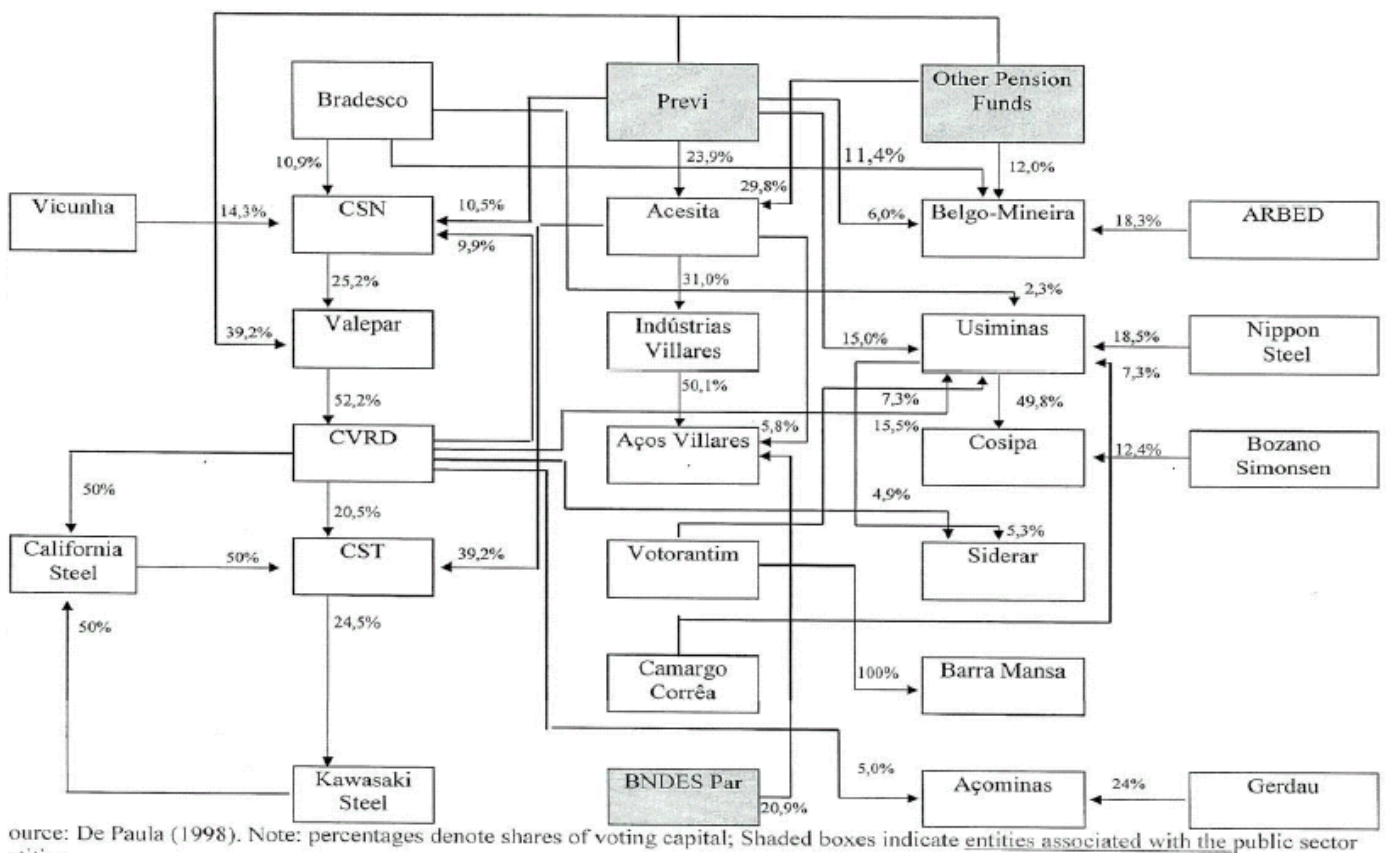 Bradesco
Previ
Other Pension
Funds
10,9%
23,9%
11,4%
12,0%
29,8%
Vicunha
14,3%
CSN
10,5%
Acesita
6,0%
Belgo-Mineira
18,3%
ARBED
9,9%
25,2%
31,0%
2,3%
39,2%
Valepar
Indústrias
Villares
15,0%
Usiminas
18,5%
Nippon
Steel
7,3%
52,2%
50,1%
7,3%
49,8%
CVRD
Aços Villares
5,8%
15,5%
Cosipa
12,4%
Bozano
Simonsen
50%
20,5%
4,9%
5,3%
California
Steel
50%
CST
39,2%
Votorantim
Siderar
50%
24,5%
Camargo
Corrêa
100%
Barra Mansa
Kawasaki
Steel
BNDES Par
20,9%
5,0%
Açominas
24%
Gerdau
ource: De Paula (1998). Note: percentages denote shares of voting capital; Shaded boxes indicate entities associated with the public sector